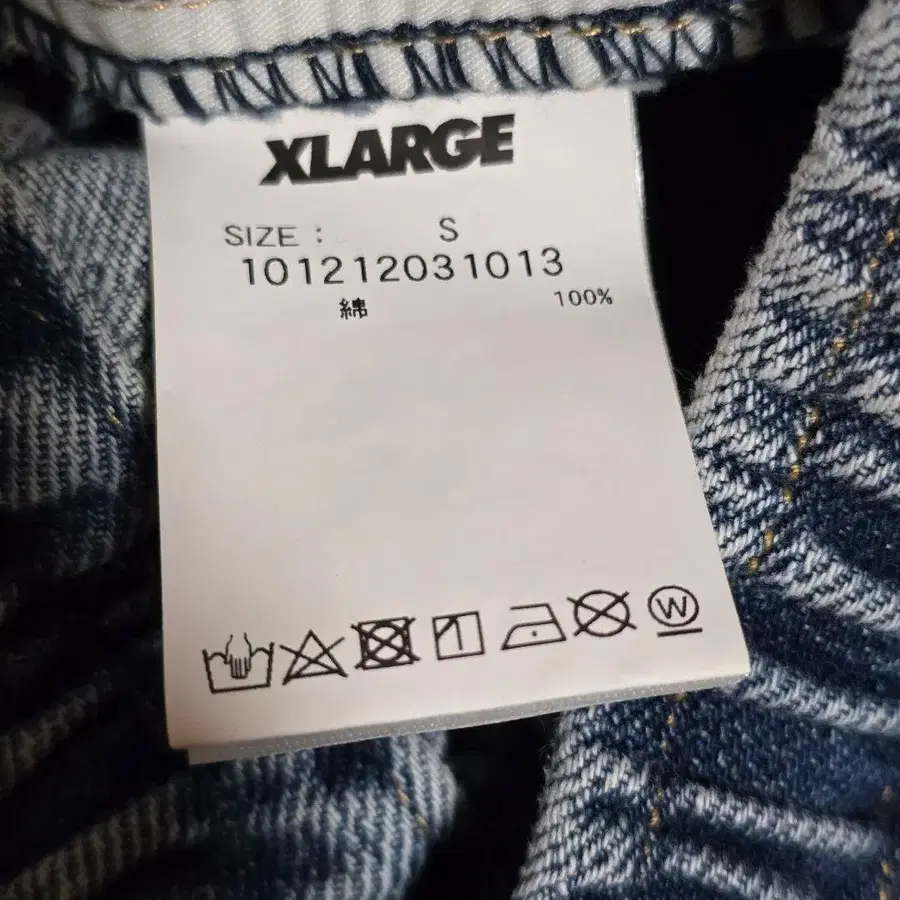 XLARGE
SIZE : S
101212031013
綿 100%
W